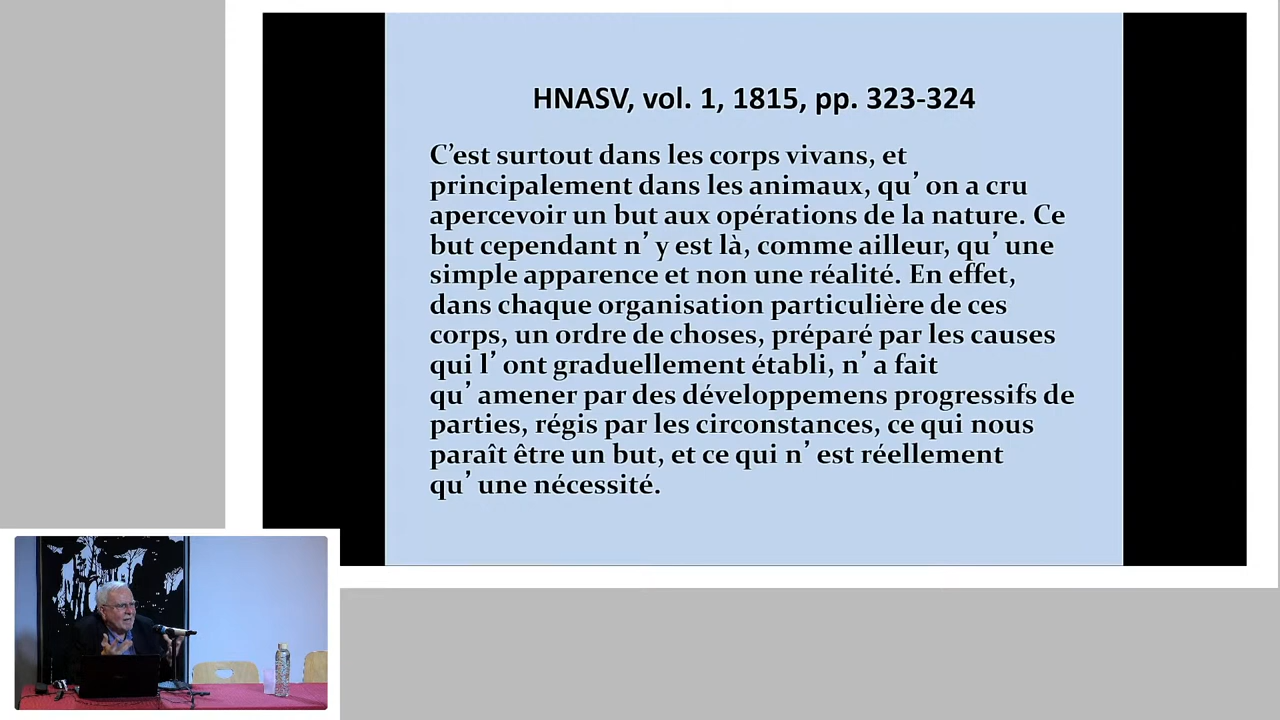 HNASV, vol. 1, 1815, pp. 323-324
C’est surtout dans les corps vivans, et
principalement dans les animaux, qu’on a cru
apercevoir un but aux opérations de la nature. Ce
but cependant n’y est là, comme ailleur, qu’une
simple apparence et non une réalité. En effet,
dans chaque organisation particulière de ces
corps, un ordre de choses, préparé par les causes
qui l’ont graduellement établi, n’a fait
qu’amener par des développemens progressifs de
parties, régis par les circonstances, ce qui nous
paraît être un but, et ce qui n’est réellement
qu’une nécessité.